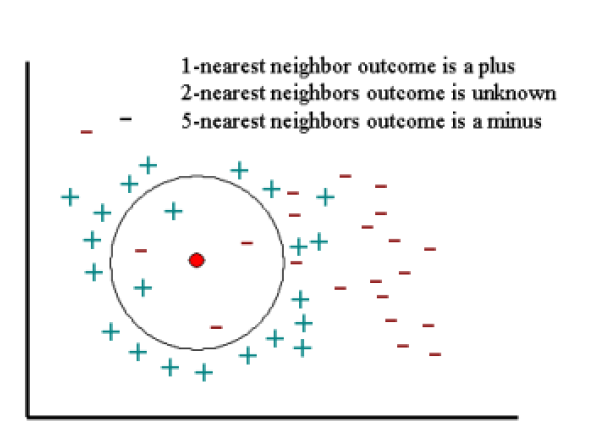 1-nearest neighbor outcome is a plus
2-nearest neighbors outcome is unknown
5-nearest neighbors outcome is a minus